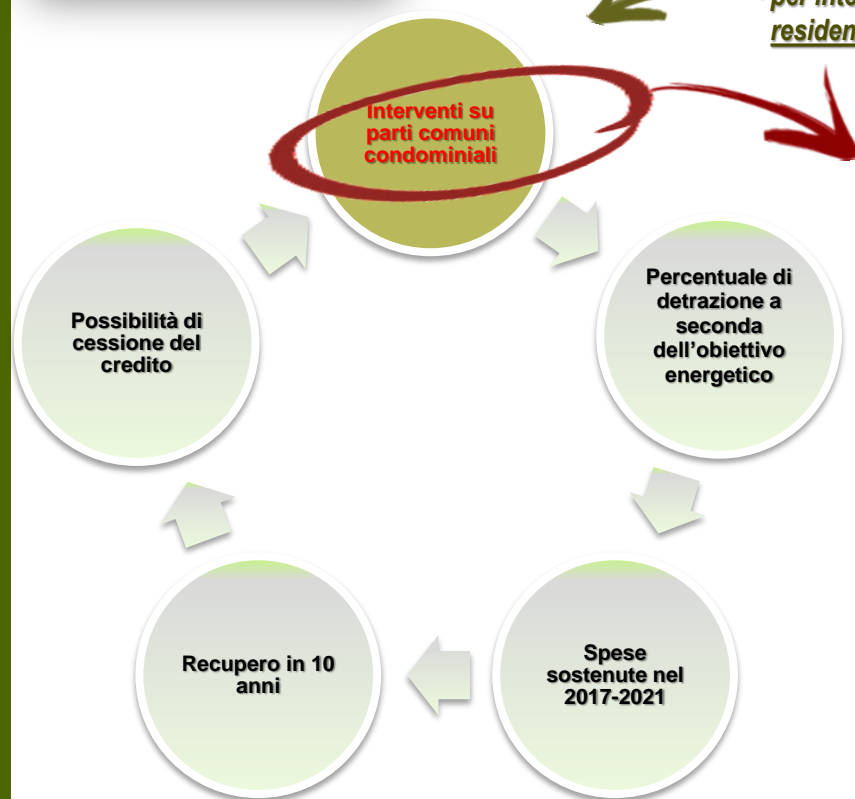 residen
Interventi su
parti comuni
condominiali
Percentuale di
detrazione a
seconda
dell’obiettivo
energetico
Spese
sostenute nel
2017-2021
Recupero in 10
anni
Possibilità di
cessione del
credito